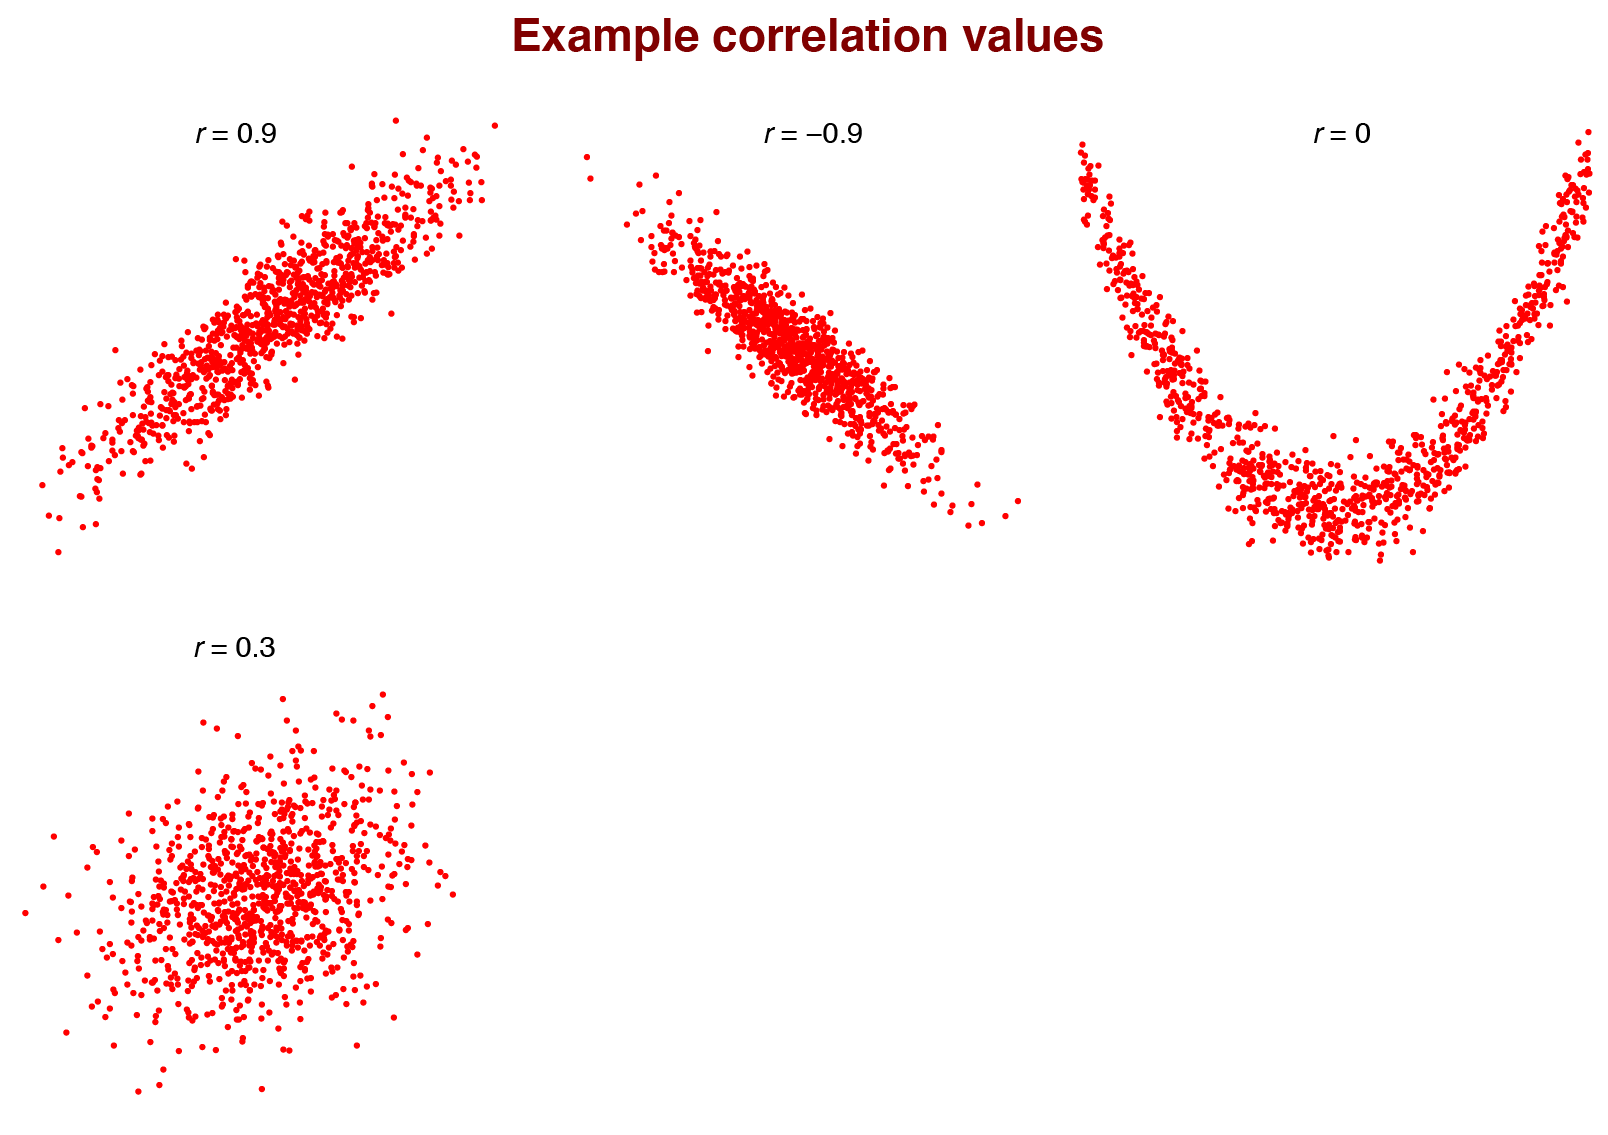 Example correlation values
r = 0.9
r = −0.9
r = 0
r = 0.3